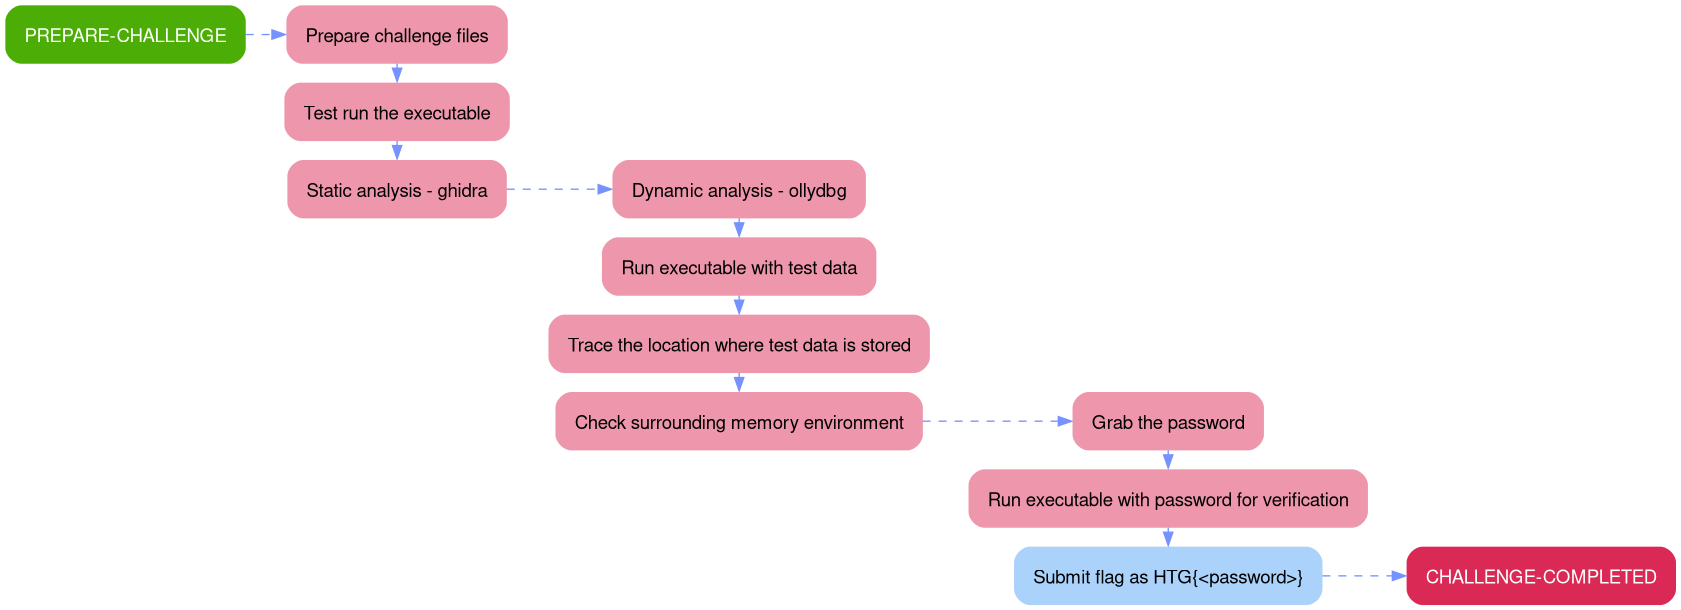 PREPARE-CHALLENGE
Prepare challenge files
Test run the executable
Static analysis - ghidra
Dynamic analysis - ollydbg
Run executable with test data
Trace the location where test data is stored
Check surrounding memory environment
Grab the password
Run executable with password for verification
Submit flag as HTG{<password>}
CHALLENGE-COMPLETED